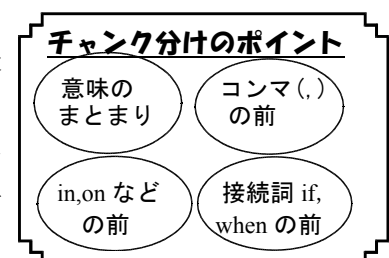 チャンク分けのポイント
意味の
まとまり
コンマ(,)
の前
in,on など
の前
接続詞 if,
when の前